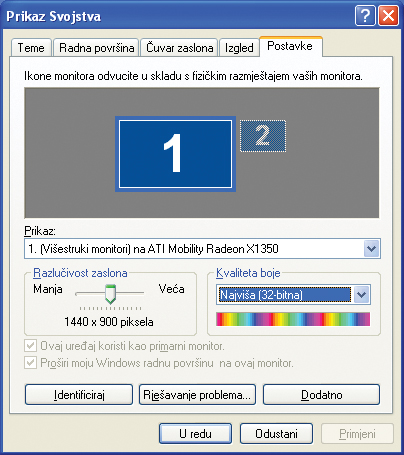 Prikaz Svojstva
Teme Radna površina Čuvar zaslona Izgled Postavke
Ikone monitora odvucite u skladu s fizičkim razmještajem vaših monitora.
1 2
Prikaz:
1. (Višestruki monitori) na ATI Mobility Radeon X1350
Razlučivost zaslona
Manja Veća
1440 x 900 piksela
Kvaliteta boje
Najviša (32-bitna)
Ovaj uređaj koristi kao primarni monitor.
Proširi moju Windows radnu površinu na ovaj monitor.
Identificiraj Rješavanje problema... Dodatno
U redu Odustani Primjeni